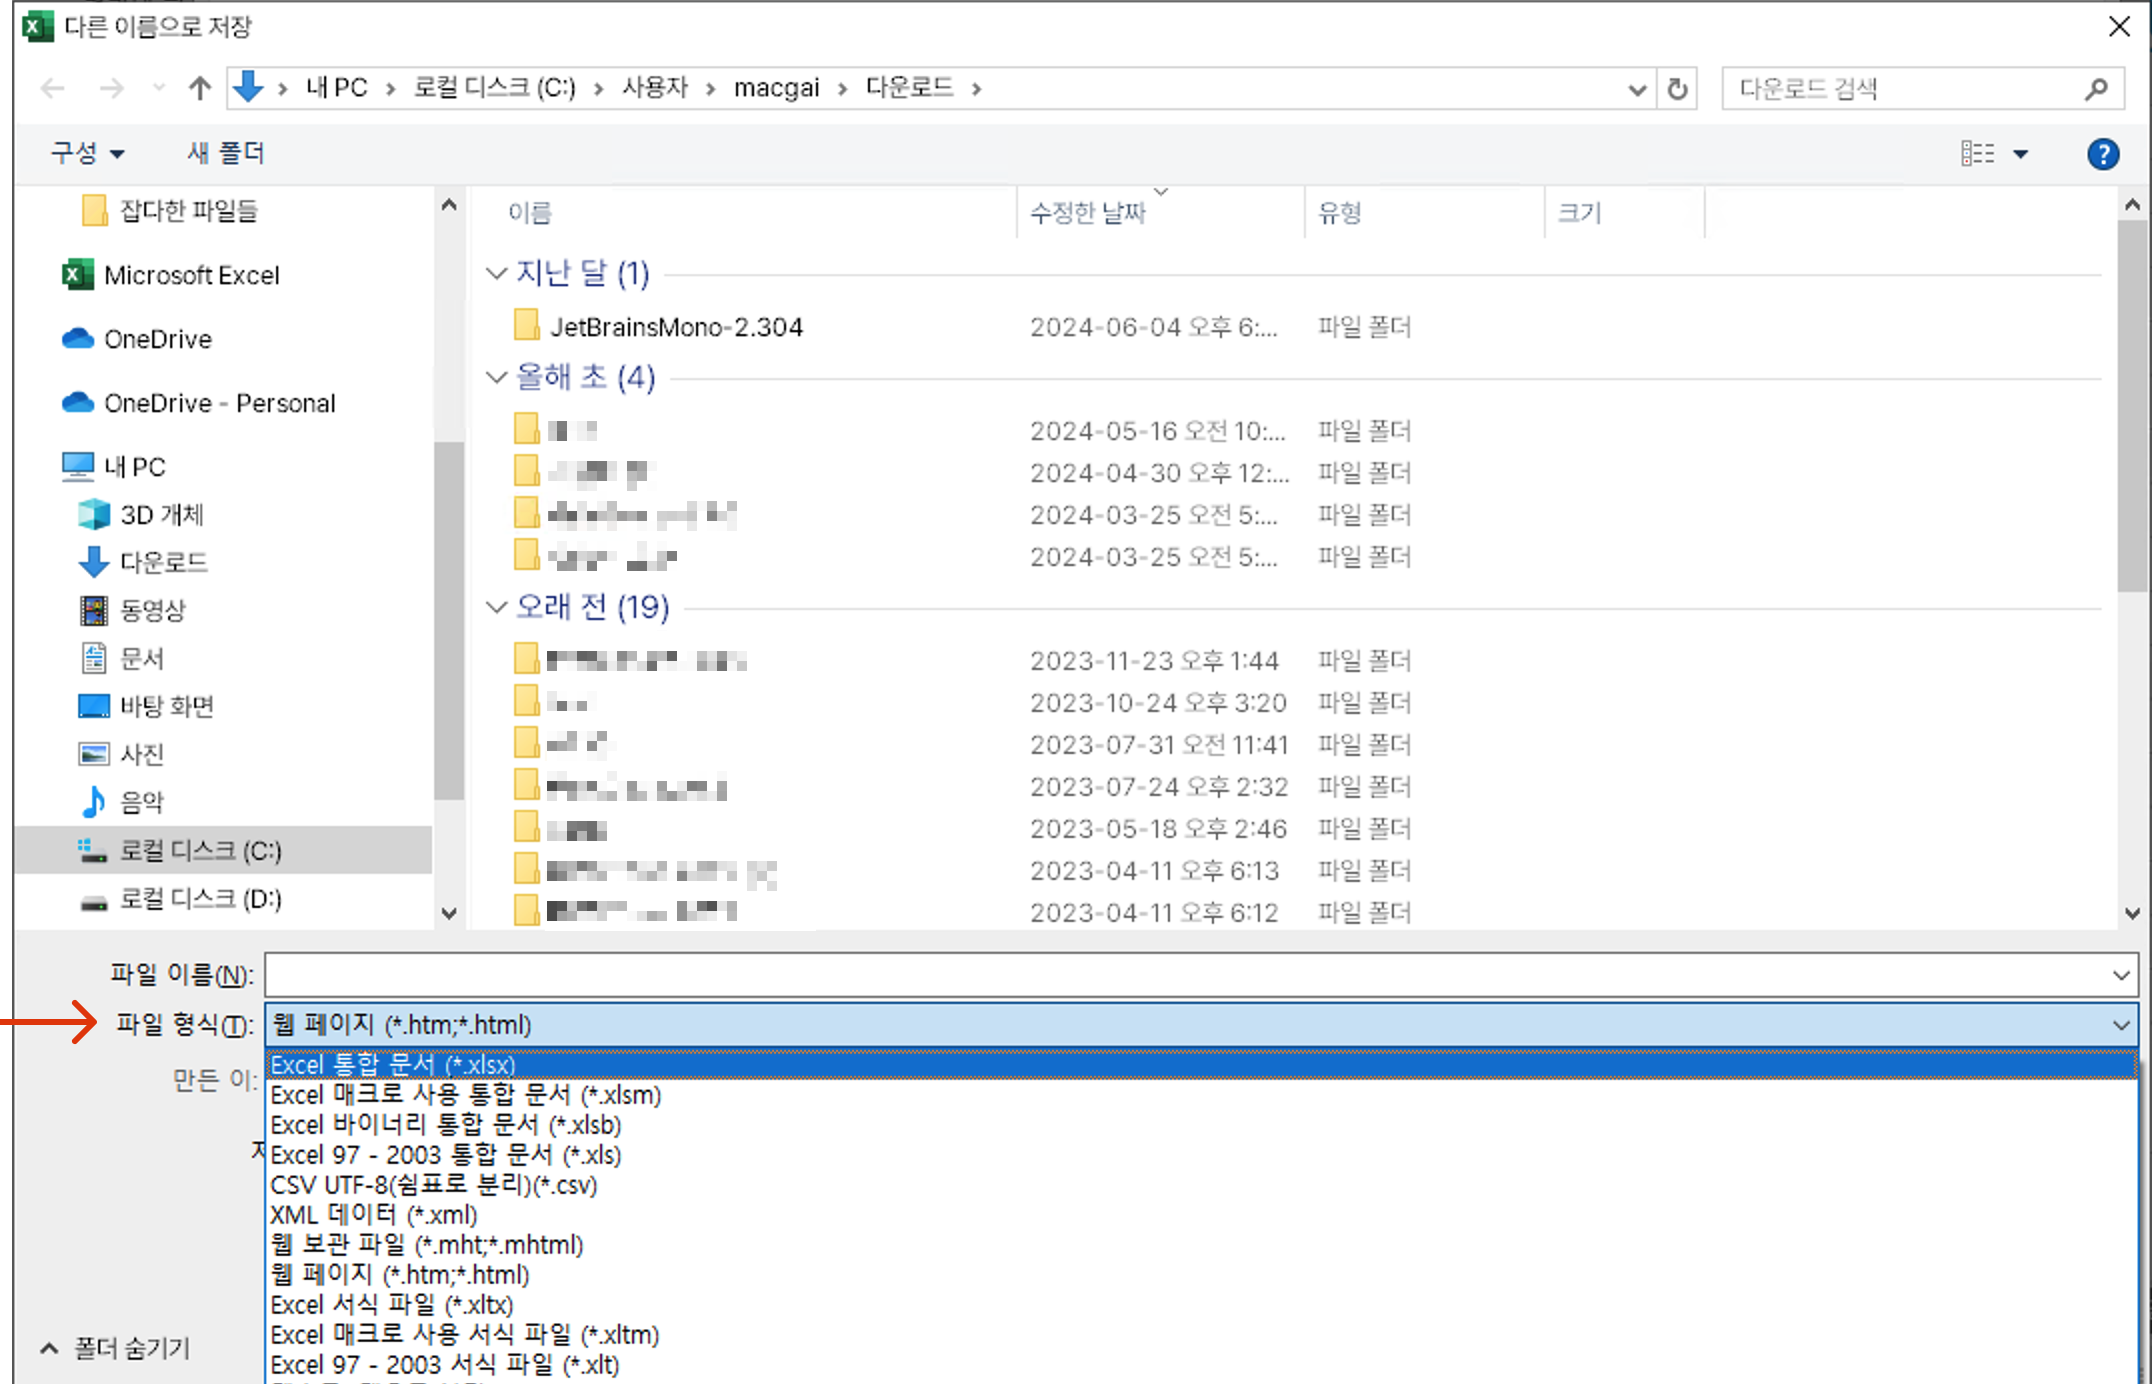 다른 이름으로 저장
내 PC 로컬 디스크 (C:) 사용자 macgai 다운로드
다운로드 검색
구성 새 폴더
잡다한 파일들
Microsoft Excel
OneDrive
OneDrive - Personal
내 PC
3D 개체
다운로드
동영상
문서
바탕 화면
사진
음악
로컬 디스크 (C:)
로컬 디스크 (D:)
이름 수정한 날짜 유형 크기
지난 달 (1)
JetBrainsMono-2.304 2024-06-04 오후 6:... 파일 폴더
올해 초 (4)
2024-05-16 오전 10:... 파일 폴더
2024-04-30 오후 12:... 파일 폴더
2024-03-25 오전 5:... 파일 폴더
2024-03-25 오전 5:... 파일 폴더
오래 전 (19)
2023-11-23 오후 1:44 파일 폴더
2023-10-24 오후 3:20 파일 폴더
2023-07-31 오전 11:41 파일 폴더
2023-07-24 오후 2:32 파일 폴더
2023-05-18 오후 2:46 파일 폴더
2023-04-11 오후 6:13 파일 폴더
2023-04-11 오후 6:12 파일 폴더
파일 이름(N):
파일 형식(T): 웹 페이지 (*.htm;*.html)
만든 이:
Excel 통합 문서 (*.xlsx)
Excel 매크로 사용 통합 문서 (*.xlsm)
Excel 바이너리 통합 문서 (*.xlsb)
Excel 97 - 2003 통합 문서 (*.xls)
CSV UTF-8(쉼표로 분리)(*.csv)
XML 데이터 (*.xml)
웹 보관 파일 (*.mht;*.mhtml)
웹 페이지 (*.htm;*.html)
Excel 서식 파일 (*.xltx)
Excel 매크로 사용 서식 파일 (*.xltm)
Excel 97 - 2003 서식 파일 (*.xlt)
폴더 숨기기